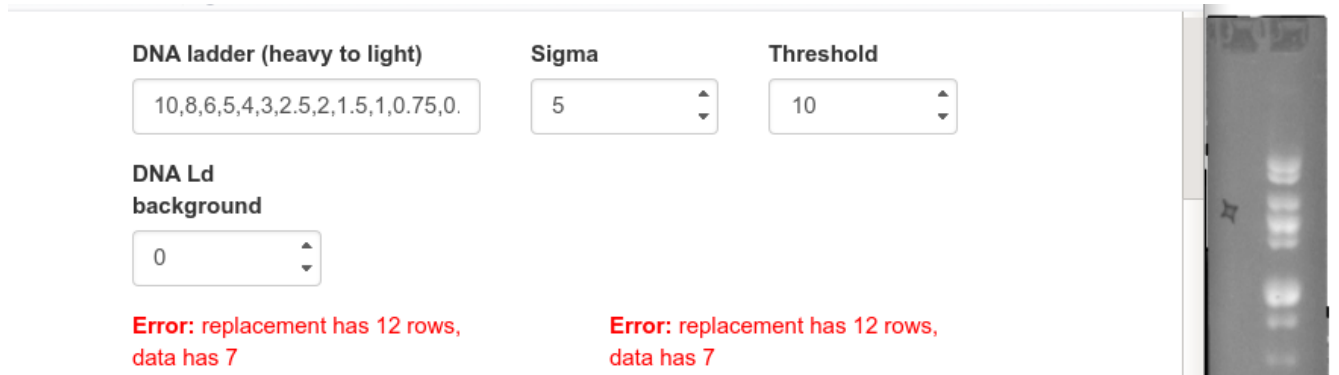 DNA ladder (heavy to light) Sigma Threshold
10,8,6,5,4,3,2.5,2,1.5,1,0.75,0. 5 10
DNA Ld
background
0
Error: replacement has 12 rows, Error: replacement has 12 rows,
data has 7 data has 7